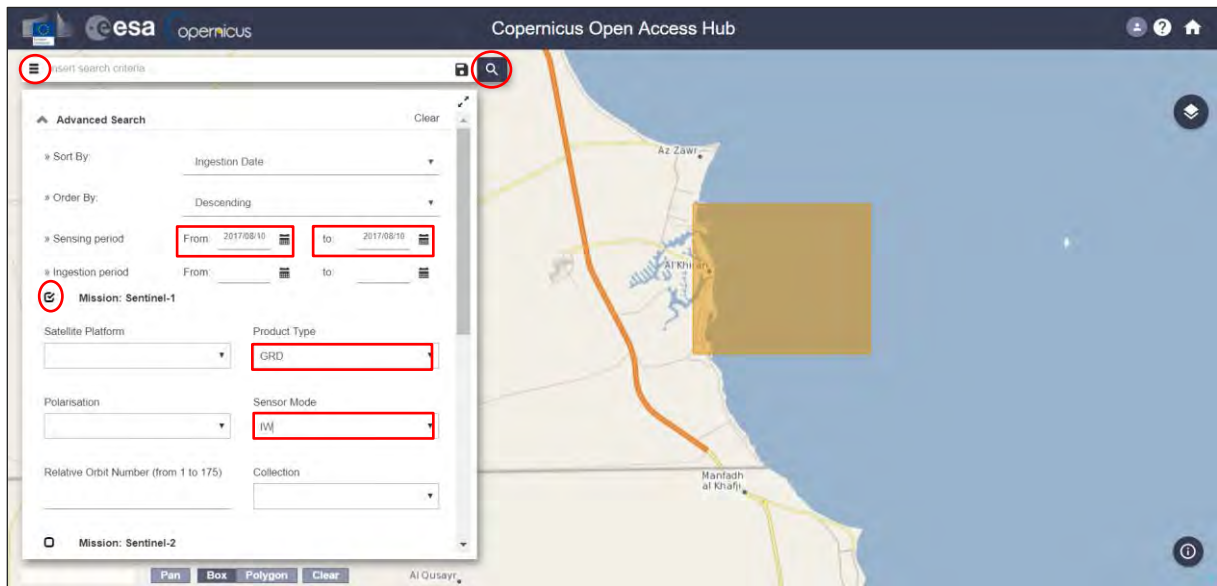 esa opernicus Copernicus Open Access Hub
Insert search criteria
Advanced Search Clear
» Sort By: Ingestion Date
» Order By: Descending
» Sensing period From: 2017/08/10 to: 2017/08/10
» Ingestion period From: to:
Mission: Sentinel-1
Satellite Platform Product Type
GRD
Polarisation Sensor Mode
IW
Relative Orbit Number (from 1 to 175) Collection
Mission: Sentinel-2
Pan Box Polygon Clear
Az Zawr
Al Khiran
Manfadh
al Khafji
Al Qusayr